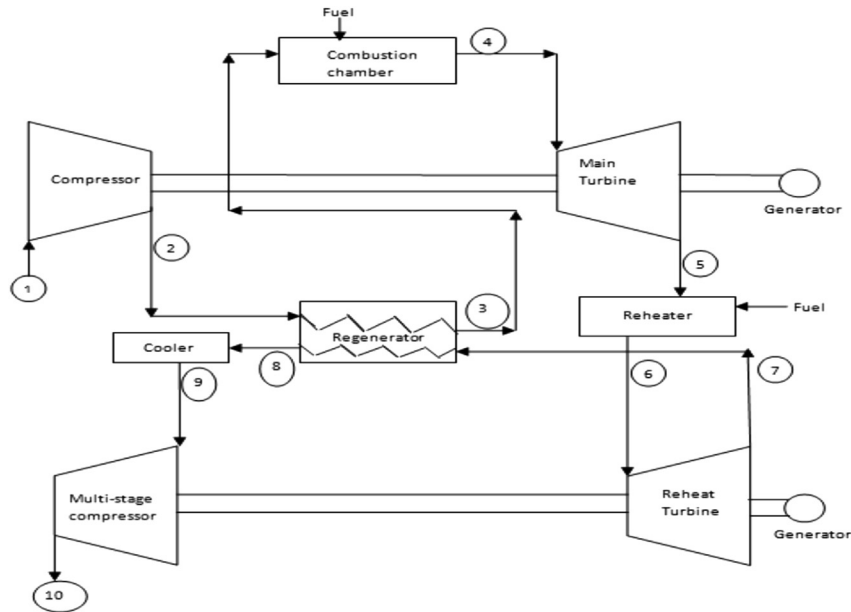 Fuel
Combustion
chamber
4
Compressor
Main
Turbine
Generator
1
2
3
5
Regenerator
Reheater
Fuel
Cooler
8
9
6
7
Multi-stage
compressor
Reheat
Turbine
Generator
10